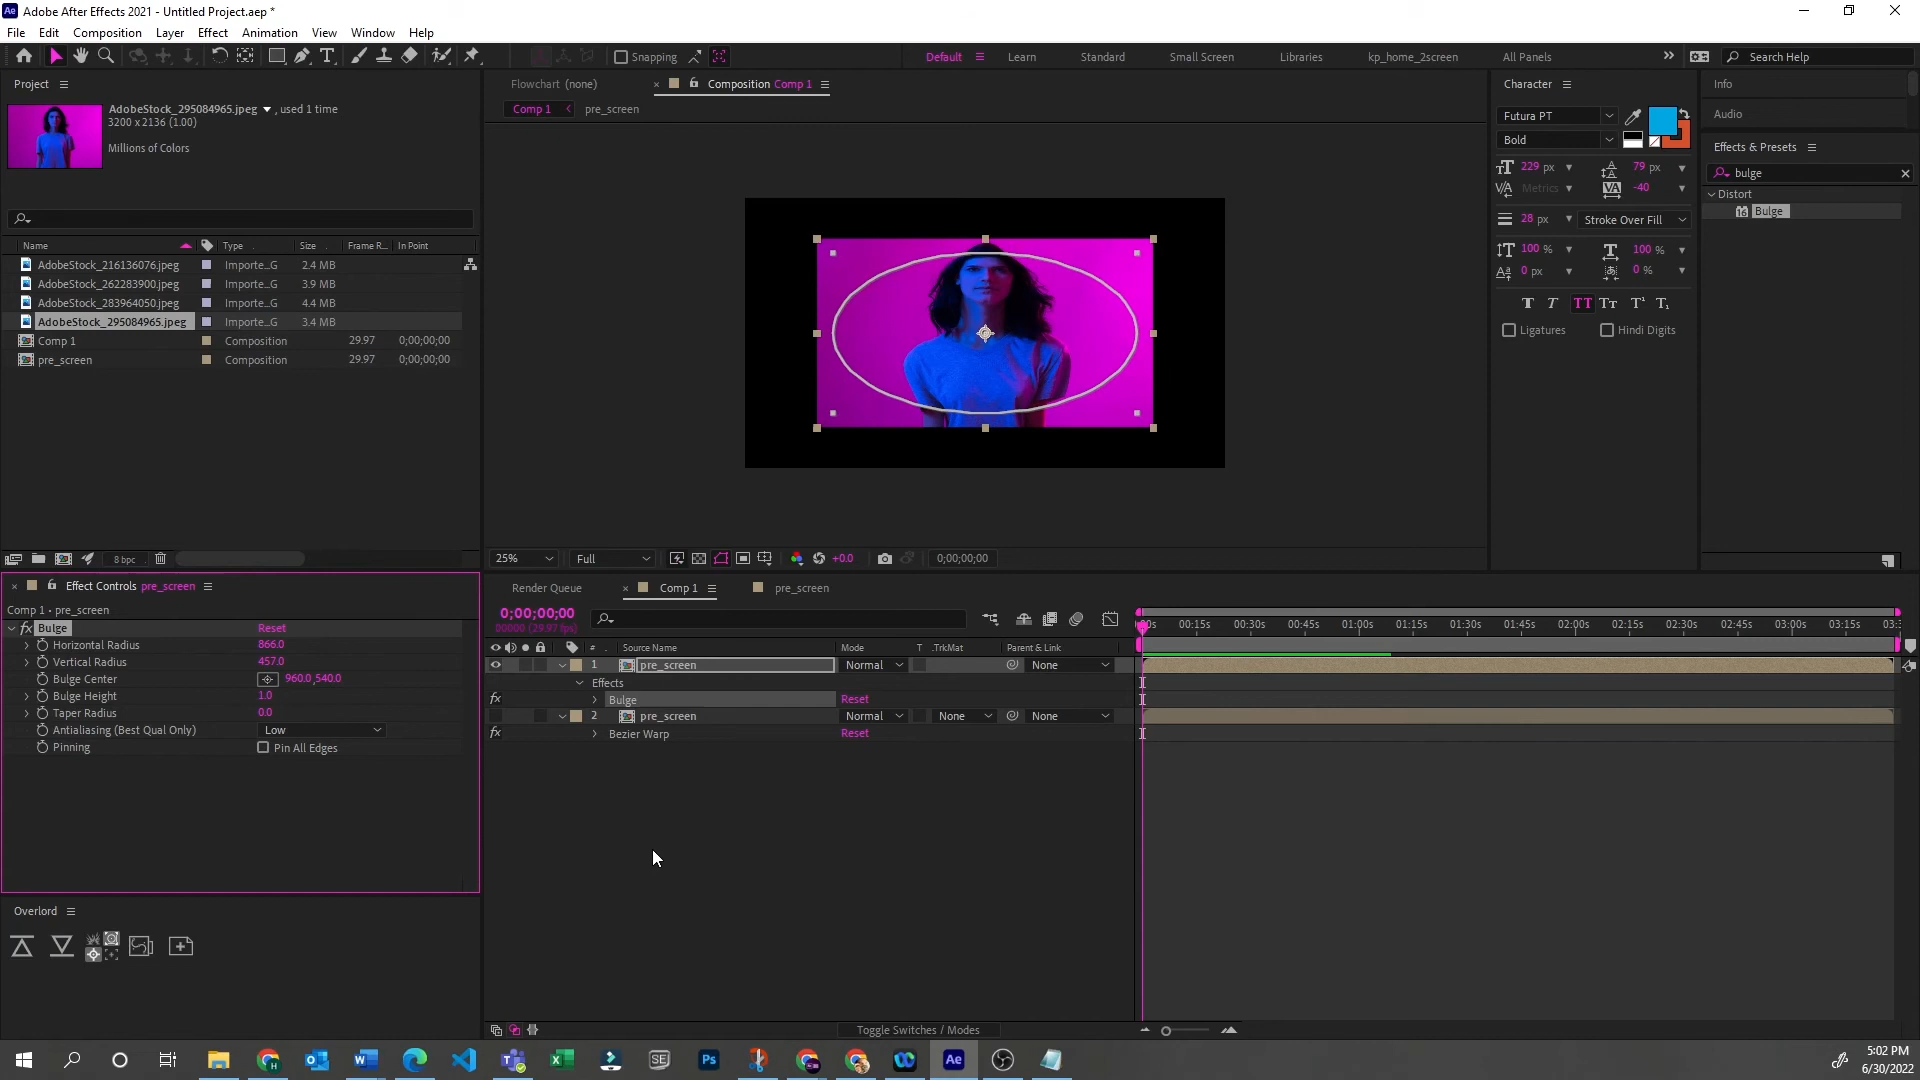 Adobe After Effects 2021 - Untitled Project.aep *
File Edit Composition Layer Effect Animation View Window Help
Snapping
Default Learn Standard Small Screen Libraries kp_home_2screen All Panels
Search Help
Project
AdobeStock_295084965.jpeg , used 1 time
3200 x 2136 (1.00)
Millions of Colors
Name Type Size Frame R... In Point
AdobeStock_216136076.jpeg Importe...G 2.4 MB
AdobeStock_262283900.jpeg Importe...G 3.9 MB
AdobeStock_283964050.jpeg Importe...G 4.4 MB
AdobeStock_295084965.jpeg Importe...G 3.4 MB
Comp 1 Composition 29.97 0;00;00;00
pre_screen Composition 29.97 0;00;00;00
8 bpc
Flowchart (none)
Composition Comp 1
Comp 1 pre_screen
25% Full +0.0 0;00;00;00
Character
Futura PT
Bold
229 px 79 px
Metrics -40
28 px Stroke Over Fill
100 % 100 %
0 px 0 %
Ligatures Hindi Digits
Info
Audio
Effects & Presets
bulge
Distort
Bulge
Effect Controls pre_screen
Comp 1 • pre_screen
fx Bulge Reset
Horizontal Radius 866.0
Vertical Radius 457.0
Bulge Center 960.0,540.0
Bulge Height 1.0
Taper Radius 0.0
Antialiasing (Best Qual Only) Low
Pinning Pin All Edges
Overlord
Render Queue Comp 1 pre_screen
0;00;00;00
00000 (29.97 fps)
# Source Name Mode T .TrkMat Parent & Link
1 pre_screen Normal None
Effects
fx Bulge Reset
2 pre_screen Normal None None
fx Bezier Warp Reset
00:15s 00:30s 00:45s 01:00s 01:15s 01:30s 01:45s 02:00s 02:15s 02:30s 02:45s 03:00s 03:15s
Toggle Switches / Modes
5:02 PM
6/30/2022